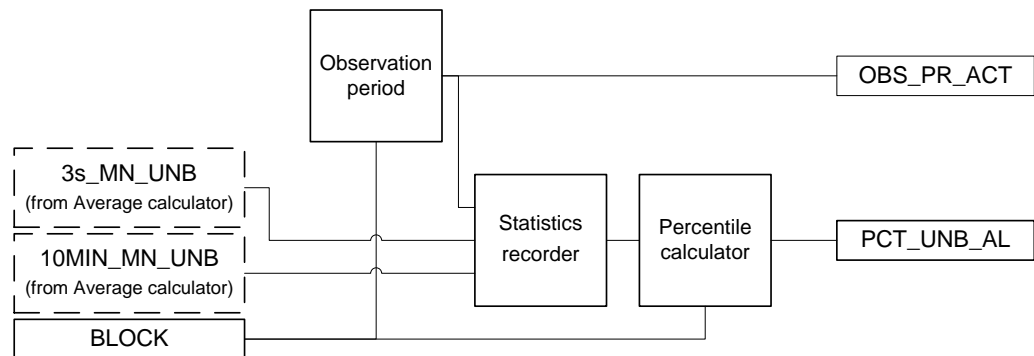 Observation
period
OBS_PR_ACT
3s_MN_UNB
(from Average calculator)
Statistics
recorder
Percentile
calculator
PCT_UNB_AL
10MIN_MN_UNB
(from Average calculator)
BLOCK